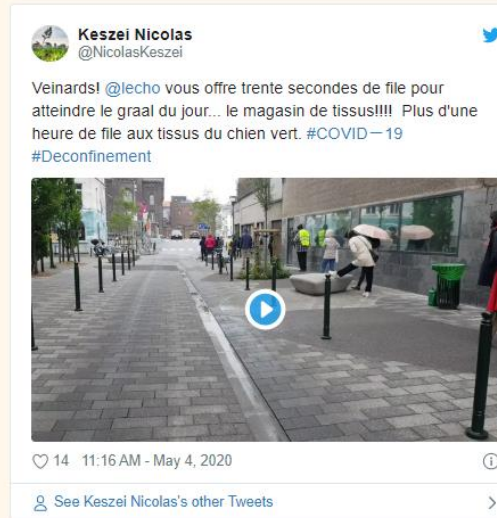 Keszei Nicolas
@NicolasKeszei
Veinards! @lecho vous offre trente secondes de file pour
atteindre le graal du jour... le magasin de tissus!!!! Plus d'une
heure de file aux tissus du chien vert. #COVID—19
#Deconfinement
14 11:16 AM - May 4, 2020
See Keszei Nicolas's other Tweets